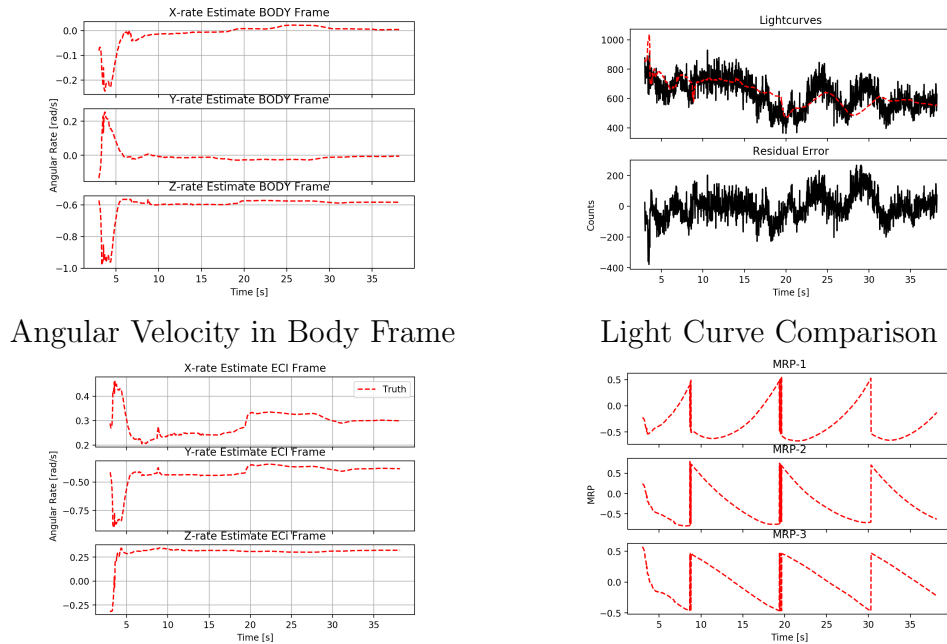 X-rate Estimate BODY Frame
0.0
−0.1
−0.2
Y-rate Estimate BODY Frame
0.2
0.0
Angular Rate [rad/s]
Z-rate Estimate BODY Frame
−0.6
−0.8
−1.0
5 10 15 20 25 30 35
Time [s]
Angular Velocity in Body Frame
Lightcurves
1000
800
600
400
Residual Error
200
0
−200
−400
Counts
5 10 15 20 25 30 35
Time [s]
Light Curve Comparison
X-rate Estimate ECI Frame
Truth
0.4
0.3
0.2
Y-rate Estimate ECI Frame
−0.50
−0.75
Angular Rate [rad/s]
Z-rate Estimate ECi Frame
0.25
0.00
−0.25
5 10 15 20 25 30 35
Time [s]
MRP-1
0.5
0.0
−0.5
MRP-2
0.5
0.0
−0.5
MRP
MRP-3
0.5
0.0
−0.5
5 10 15 20 25 30 35
Time [s]